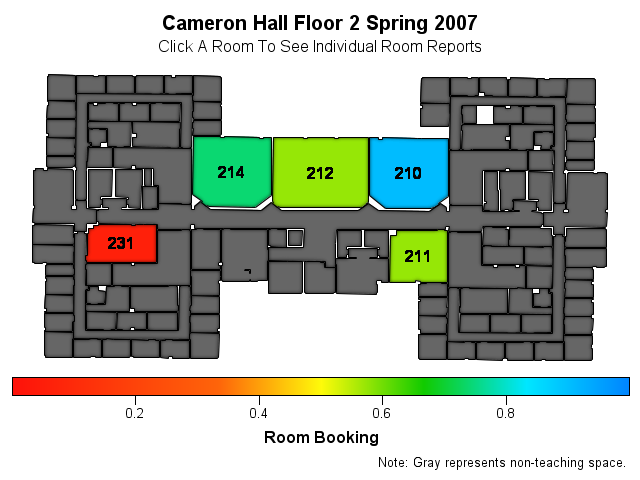 Cameron Hall Floor 2 Spring 2007
Click A Room To See Individual Room Reports
214 212 210
231 211
0.2 0.4 0.6 0.8
Room Booking
Note: Gray represents non-teaching space.